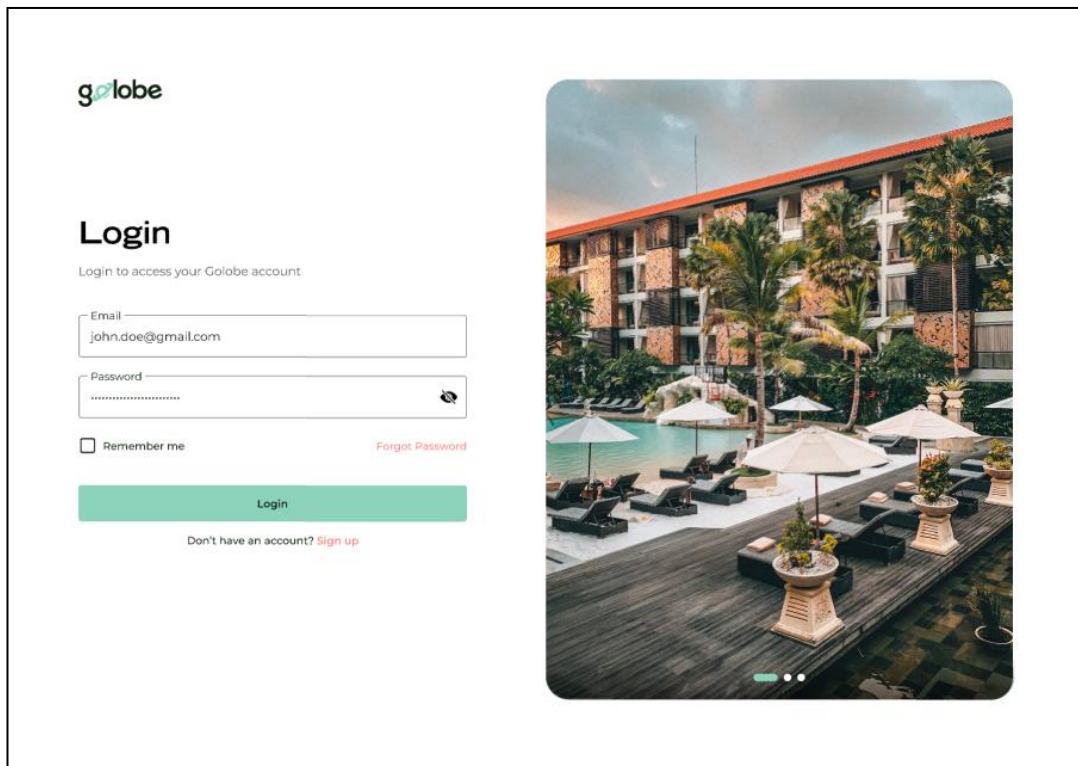 golobe
Login
Login to access your Golobe account
Email
john.doe@gmail.com
Password
Remember me
Forgot Password
Login
Don't have an account? Sign up